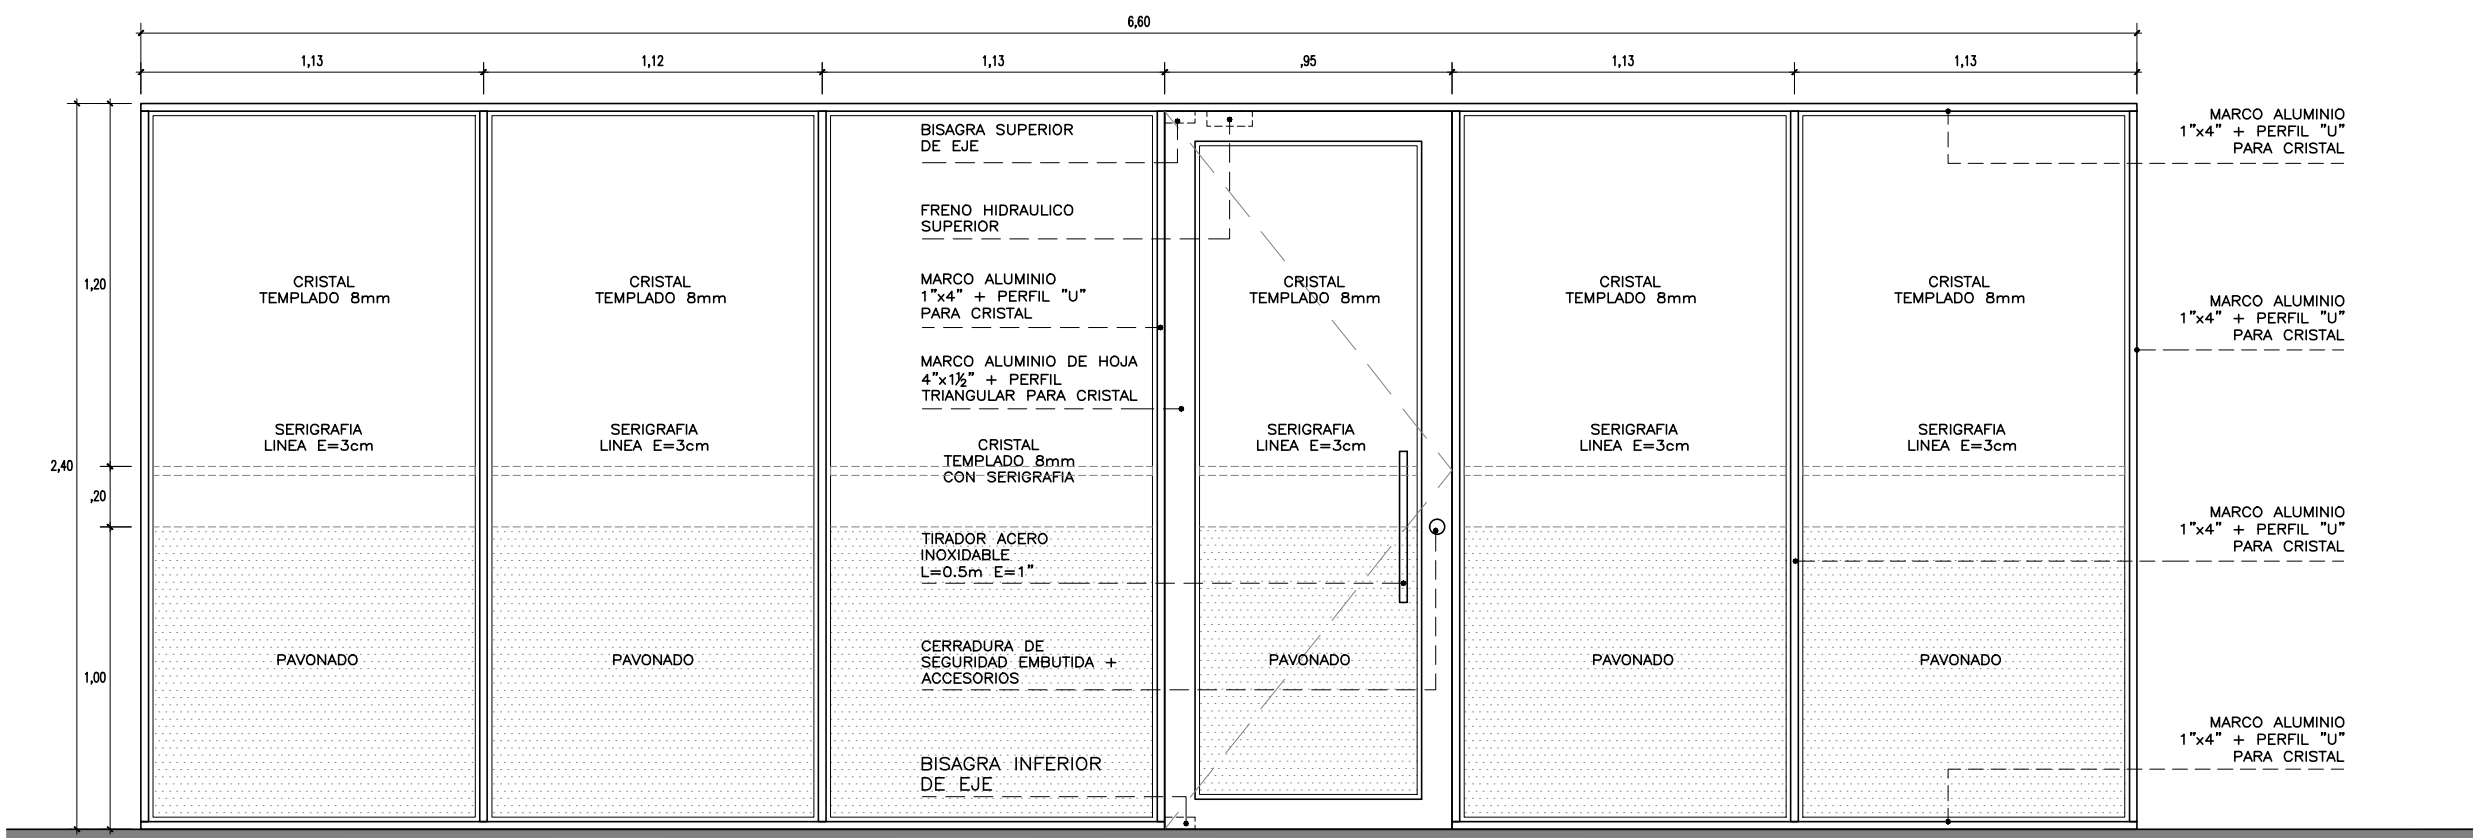 6,60
1,13
1,12
1,13
,95
1,13
1,13
BISAGRA SUPERIOR
DE EJE
FRENO HIDRAULICO
SUPERIOR
MARCO ALUMINIO
1"x4" + PERFIL "U"
PARA CRISTAL
MARCO ALUMINIO DE HOJA
4"x1½" + PERFIL
TRIANGULAR PARA CRISTAL
CRISTAL
TEMPLADO 8mm
CON SERIGRAFIA
TIRADOR ACERO
INOXIDABLE
L=0.5m E=1"
CERRADURA DE
SEGURIDAD EMBUTIDA +
ACCESORIOS
BISAGRA INFERIOR
DE EJE
CRISTAL
TEMPLADO 8mm
SERIGRAFIA
LINEA E=3cm
PAVONADO
CRISTAL
TEMPLADO 8mm
SERIGRAFIA
LINEA E=3cm
PAVONADO
CRISTAL
TEMPLADO 8mm
SERIGRAFIA
LINEA E=3cm
PAVONADO
CRISTAL
TEMPLADO 8mm
SERIGRAFIA
LINEA E=3cm
PAVONADO
CRISTAL
TEMPLADO 8mm
SERIGRAFIA
LINEA E=3cm
PAVONADO
MARCO ALUMINIO
1"x4" + PERFIL "U"
PARA CRISTAL
MARCO ALUMINIO
1"x4" + PERFIL "U"
PARA CRISTAL
MARCO ALUMINIO
1"x4" + PERFIL "U"
PARA CRISTAL
MARCO ALUMINIO
1"x4" + PERFIL "U"
PARA CRISTAL
1,20
2,40
,20
1,00